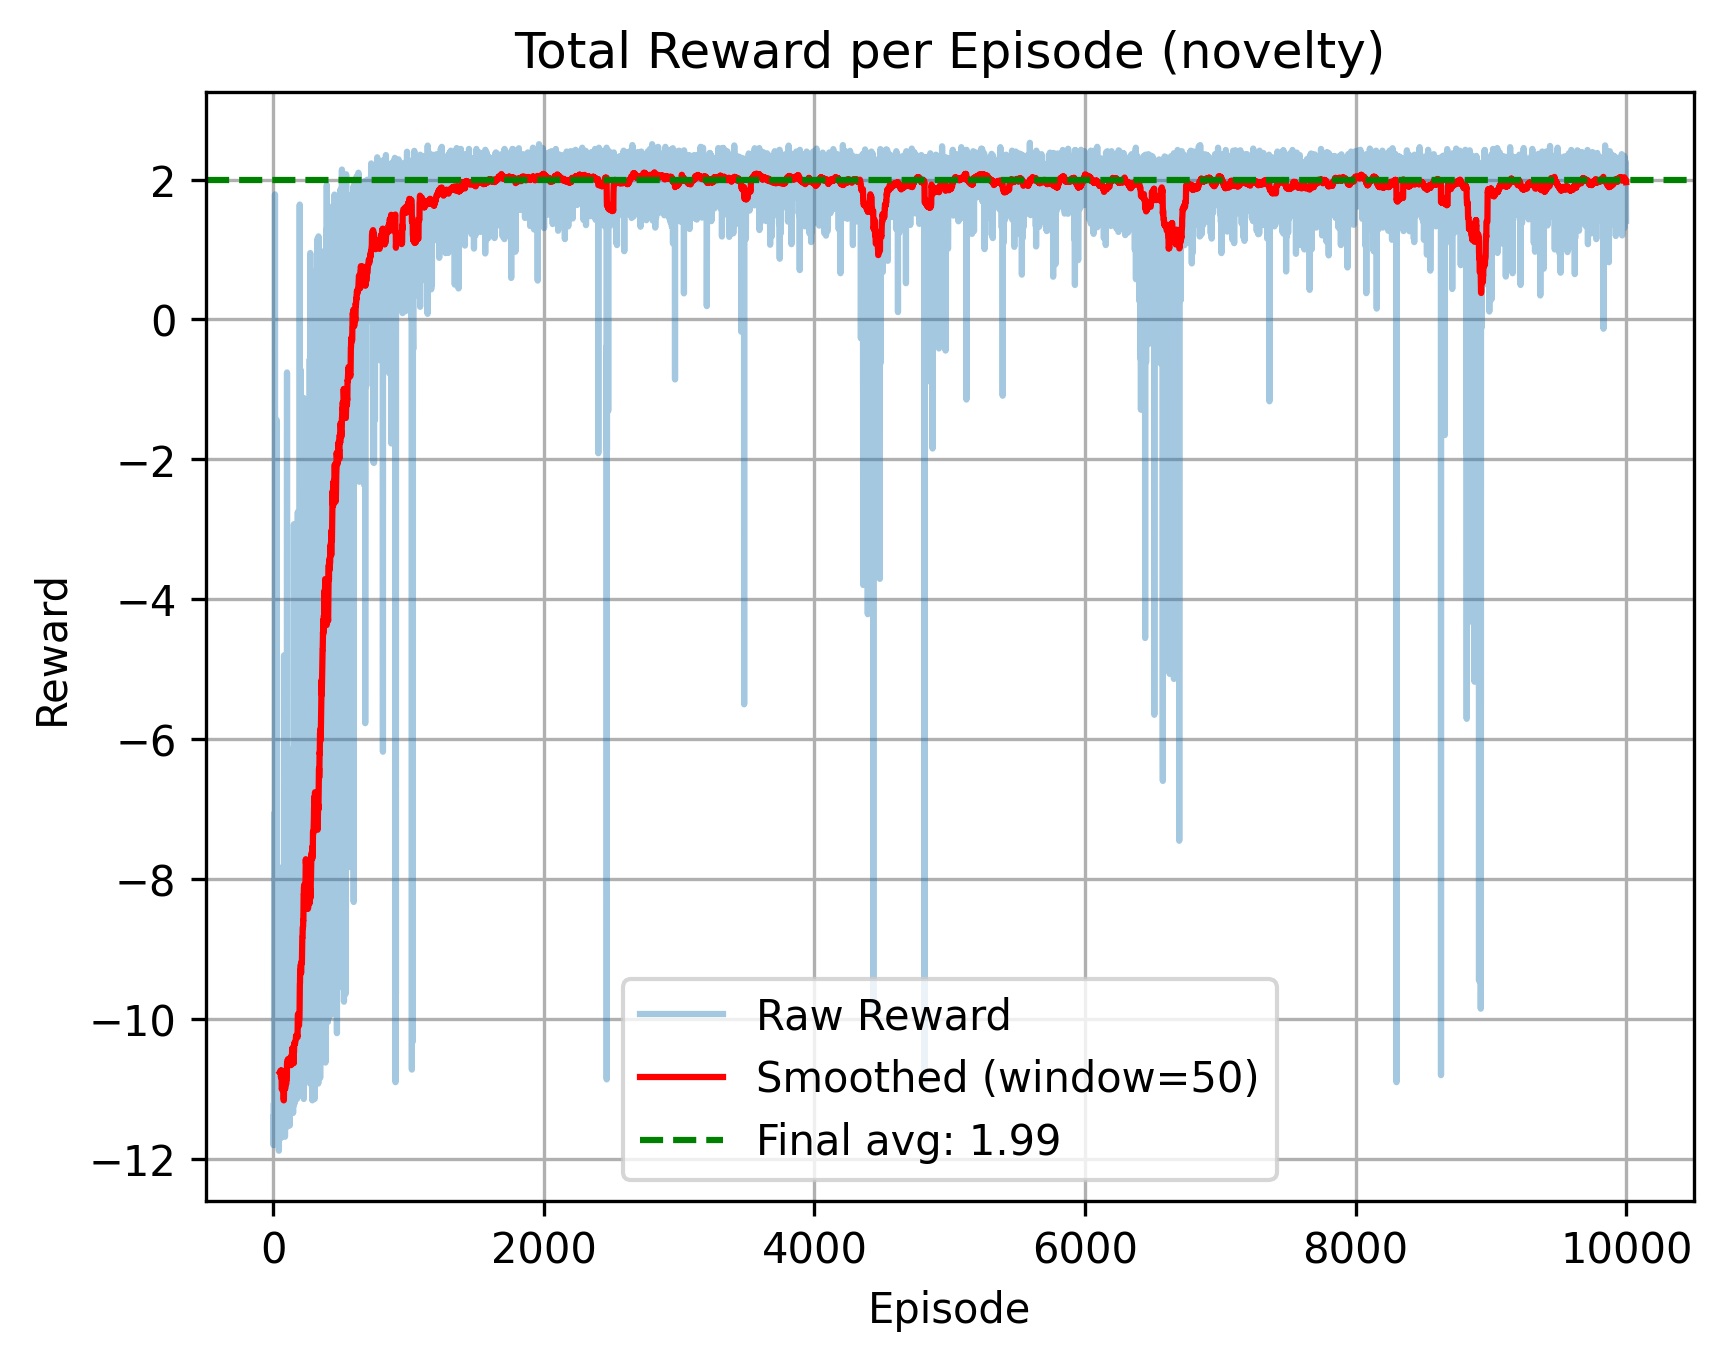 Total Reward per Episode (novelty)
2
0
−2
−4
−6
−8
−10
−12
Reward
Raw Reward
Smoothed (window=50)
Final avg: 1.99
0 2000 4000 6000 8000 10000
Episode